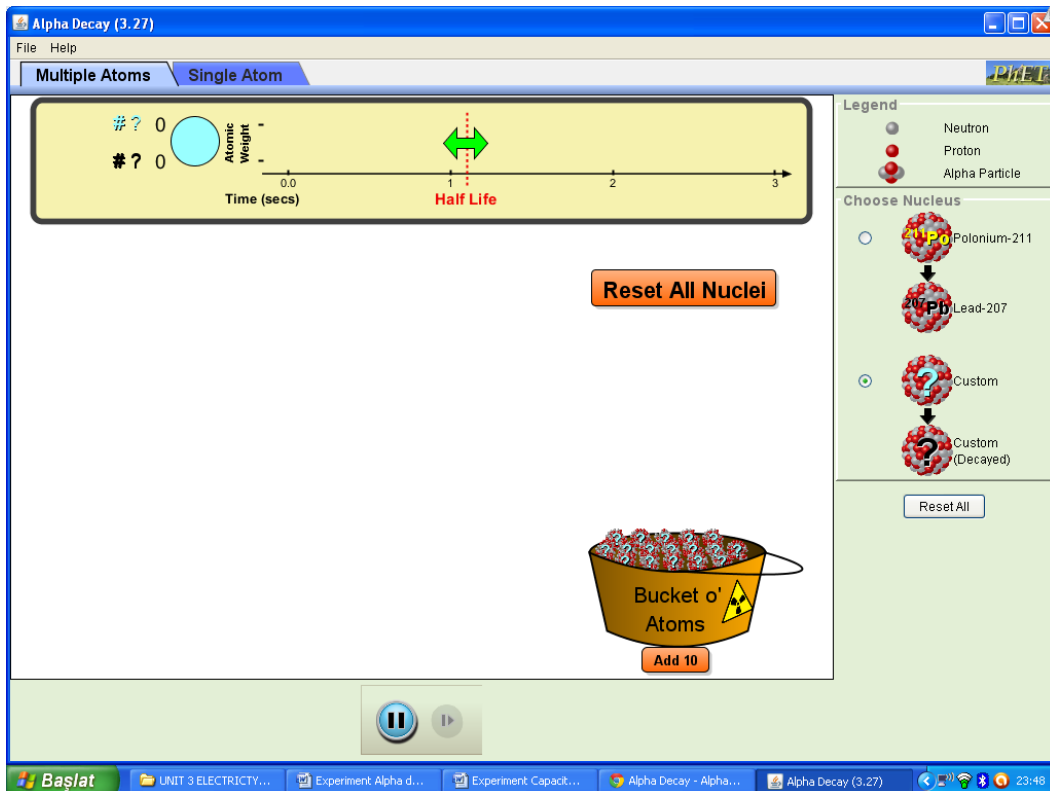 Alpha Decay (3.27)
File Help
Multiple Atoms Single Atom
PhET
# ? 0
# ? 0
Atomic
Weight
0.0 1 2 3
Time (secs)
Half Life
Reset All Nuclei
Bucket o'
Atoms
Add 10
Legend
Neutron
Proton
Alpha Particle
Choose Nucleus
211Po Polonium-211
207Pb Lead-207
? Custom
? Custom
(Decayed)
Reset All
Başlat UNIT 3 ELECTRICTY... Experiment Alpha d... Experiment Capacit... Alpha Decay - Alpha... Alpha Decay (3.27) 23:48